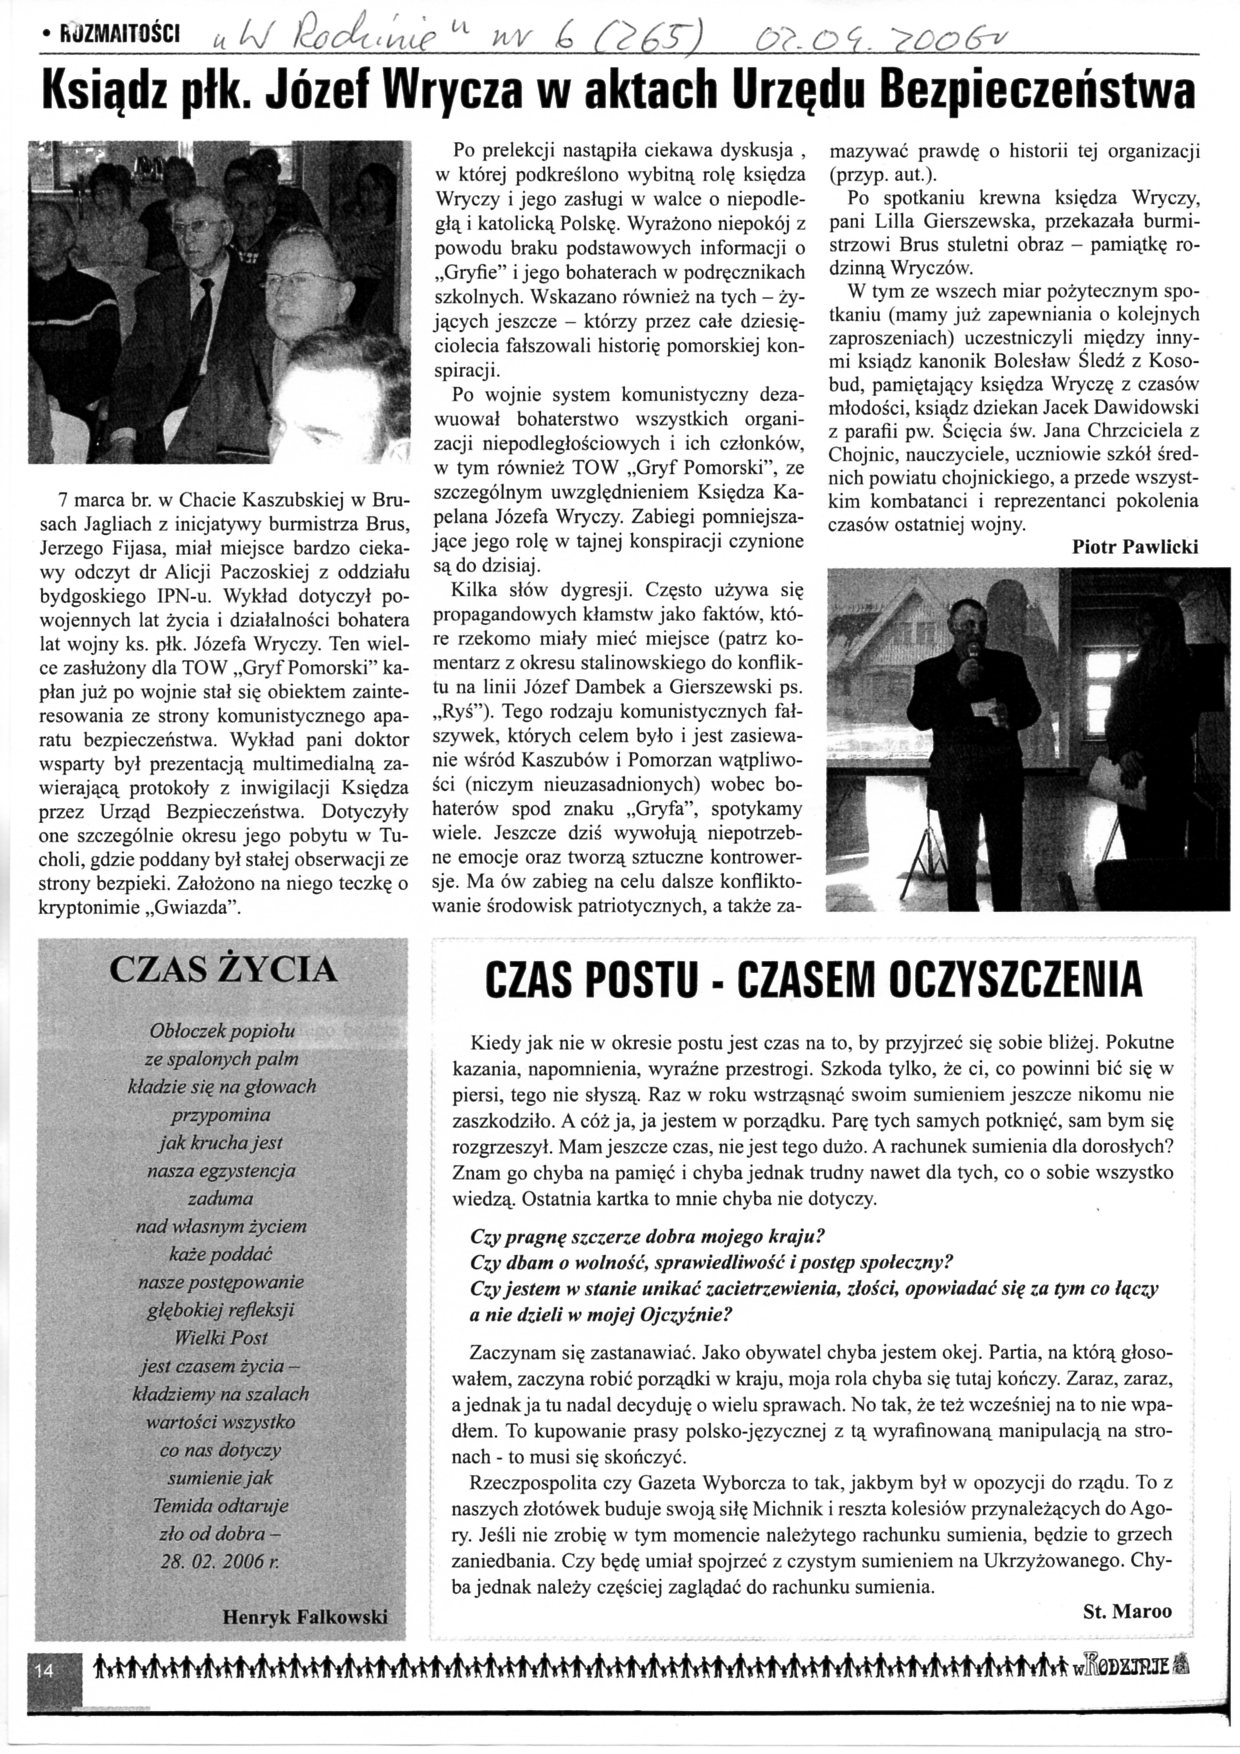 • ROZMAITOŚCI
„W Rodzinie" nr 6 (265) 02.04.2006r
Ksiądz płk. Józef Wrycza w aktach Urzędu Bezpieczeństwa
7 marca br. w Chacie Kaszubskiej w Bru-
sach Jagliach z inicjatywy burmistrza Brus,
Jerzego Fijasa, miał miejsce bardzo cieka-
wy odczyt dr Alicji Paczoskiej z oddziału
bydgoskiego IPN-u. Wykład dotyczył po-
wojennych lat życia i działalności bohatera
lat wojny ks. płk. Józefa Wryczy. Ten wiel-
ce zasłużony dla TOW „Gryf Pomorski” ka-
płan już po wojnie stał się obiektem zainte-
resowania ze strony komunistycznego apa-
ratu bezpieczeństwa. Wykład pani doktor
wsparty był prezentacją multimedialną za-
wierającą protokoły z inwigilacji Księdza
przez Urząd Bezpieczeństwa. Dotyczyły
one szczególnie okresu jego pobytu w Tu-
choli, gdzie poddany był stałej obserwacji ze
strony bezpieki. Założono na niego teczkę o
kryptonimie „Gwiazda”.
Po prelekcji nastąpiła ciekawa dyskusja ,
w której podkreślono wybitną rolę księdza
Wryczy i jego zasługi w walce o niepodle-
głą i katolicką Polskę. Wyrażono niepokój z
powodu braku podstawowych informacji o
„Gryfie” i jego bohaterach w podręcznikach
szkolnych. Wskazano również na tych – ży-
jących jeszcze – którzy przez całe dziesię-
ciolecia fałszowali historię pomorskiej kon-
spiracji.
Po wojnie system komunistyczny deza-
wuował bohaterstwo wszystkich organi-
zacji niepodległościowych i ich członków,
w tym również TOW „Gryf Pomorski”, ze
szczególnym uwzględnieniem Księdza Ka-
pelana Józefa Wryczy. Zabiegi pomniejsza-
jące jego rolę w tajnej konspiracji czynione
są do dzisiaj.
Kilka słów dygresji. Często używa się
propagandowych kłamstw jako faktów, któ-
re rzekomo miały mieć miejsce (patrz ko-
mentarz z okresu stalinowskiego do konflik-
tu na linii Józef Dambek a Gierszewski ps.
„Ryś”). Tego rodzaju komunistycznych fał-
szywek, których celem było i jest zasiewa-
nie wśród Kaszubów i Pomorzan wątpliwo-
ści (niczym nieuzasadnionych) wobec bo-
haterów spod znaku „Gryfa”, spotykamy
wiele. Jeszcze dziś wywołują niepotrzeb-
ne emocje oraz tworzą sztuczne kontrower-
sje. Ma ów zabieg na celu dalsze konflikto-
wanie środowisk patriotycznych, a także za-
mazywać prawdę o historii tej organizacji
(przyp. aut.).
Po spotkaniu krewna księdza Wryczy,
pani Lilla Gierszewska, przekazała burmi-
strzowi Brus stuletni obraz – pamiątkę ro-
dzinną Wryczów.
W tym ze wszech miar pożytecznym spo-
tkaniu (mamy już zapewniania o kolejnych
zaproszeniach) uczestniczyli między inny-
mi ksiądz kanonik Bolesław Śledź z Koso-
bud, pamiętający księdza Wryczę z czasów
młodości, ksiądz dziekan Jacek Dawidowski
z parafii pw. Ścięcia św. Jana Chrzciciela z
Chojnic, nauczyciele, uczniowie szkół śred-
nich powiatu chojnickiego, a przede wszyst-
kim kombatanci i reprezentanci pokolenia
czasów ostatniej wojny.
Piotr Pawlicki
CZAS ŻYCIA
Obłoczek popiołu
ze spalonych palm
kładzie się na głowach
przypomina
jak krucha jest
nasza egzystencja
zaduma
nad własnym życiem
każe poddać
nasze postępowanie
głębokiej refleksji
Wielki Post
jest czasem życia –
kładziemy na szalach
wartości wszystko
co nas dotyczy
sumienie jak
Temida odtaruje
zło od dobra –
28. 02. 2006 r.
Henryk Falkowski
CZAS POSTU - CZASEM OCZYSZCZENIA
Kiedy jak nie w okresie postu jest czas na to, by przyjrzeć się sobie bliżej. Pokutne
kazania, napomnienia, wyraźne przestrogi. Szkoda tylko, że ci, co powinni bić się w
piersi, tego nie słyszą. Raz w roku wstrząsnąć swoim sumieniem jeszcze nikomu nie
zaszkodziło. A cóż ja, ja jestem w porządku. Parę tych samych potknięć, sam bym się
rozgrzeszył. Mam jeszcze czas, nie jest tego dużo. A rachunek sumienia dla dorosłych?
Znam go chyba na pamięć i chyba jednak trudny nawet dla tych, co o sobie wszystko
wiedzą. Ostatnia kartka to mnie chyba nie dotyczy.
Czy pragnę szczerze dobra mojego kraju?
Czy dbam o wolność, sprawiedliwość i postęp społeczny?
Czy jestem w stanie unikać zacietrzewienia, złości, opowiadać się za tym co łączy
a nie dzieli w mojej Ojczyźnie?
Zaczynam się zastanawiać. Jako obywatel chyba jestem okej. Partia, na którą głoso-
wałem, zaczyna robić porządki w kraju, moja rola chyba się tutaj kończy. Zaraz, zaraz,
a jednak ja tu nadal decyduję o wielu sprawach. No tak, że też wcześniej na to nie wpa-
dłem. To kupowanie prasy polsko-języcznej z tą wyrafinowaną manipulacją na stro-
nach - to musi się skończyć.
Rzeczpospolita czy Gazeta Wyborcza to tak, jakbym był w opozycji do rządu. To z
naszych złotówek buduje swoją siłę Michnik i reszta kolesiów przynależących do Ago-
ry. Jeśli nie zrobię w tym momencie należytego rachunku sumienia, będzie to grzech
zaniedbania. Czy będę umiał spojrzeć z czystym sumieniem na Ukrzyżowanego. Chy-
ba jednak należy częściej zaglądać do rachunku sumienia.
St. Maroo
14
w RODZINIE